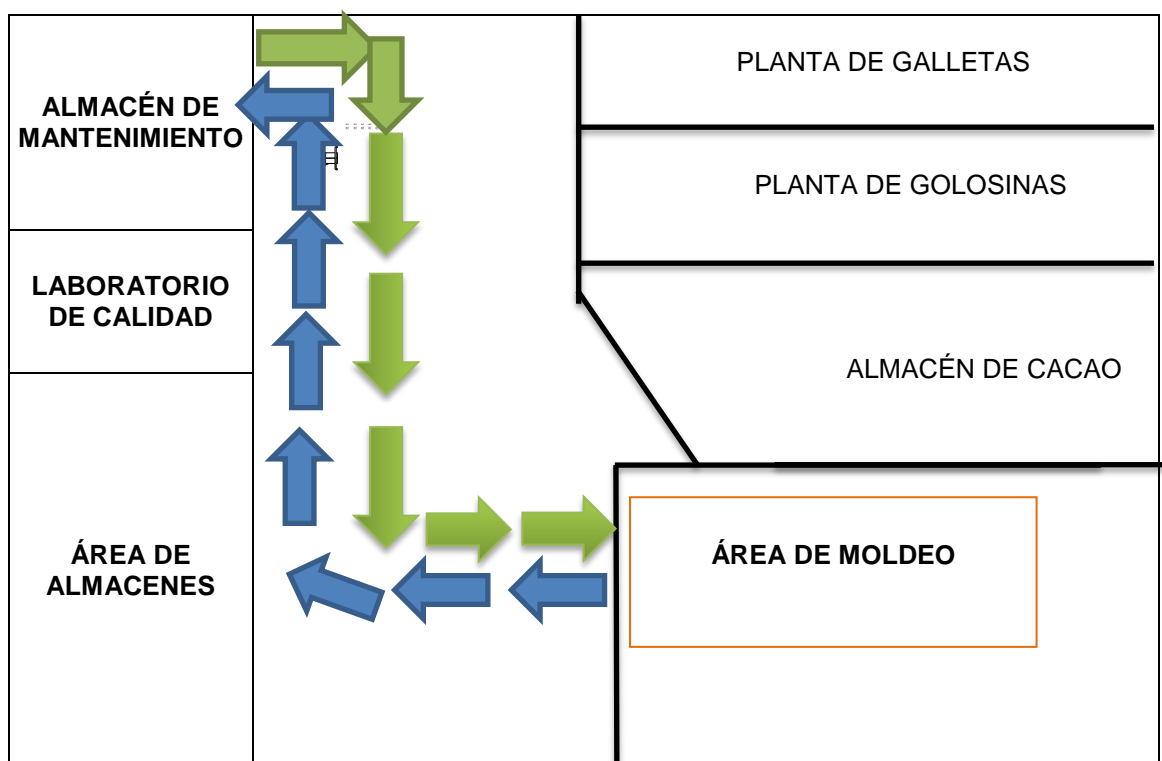 ALMACÉN DE
MANTENIMIENTO
LABORATORIO
DE CALIDAD
ÁREA DE
ALMACENES
PLANTA DE GALLETAS
PLANTA DE GOLOSINAS
ALMACÉN DE CACAO
ÁREA DE MOLDEO